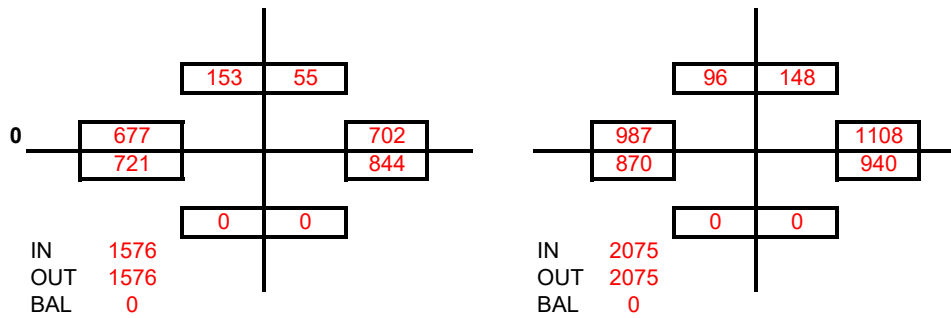 153 55 96 148
0 677 702 987 1108
721 844 870 940
0 0 0 0
IN 1576 IN 2075
OUT 1576 OUT 2075
BAL 0 BAL 0